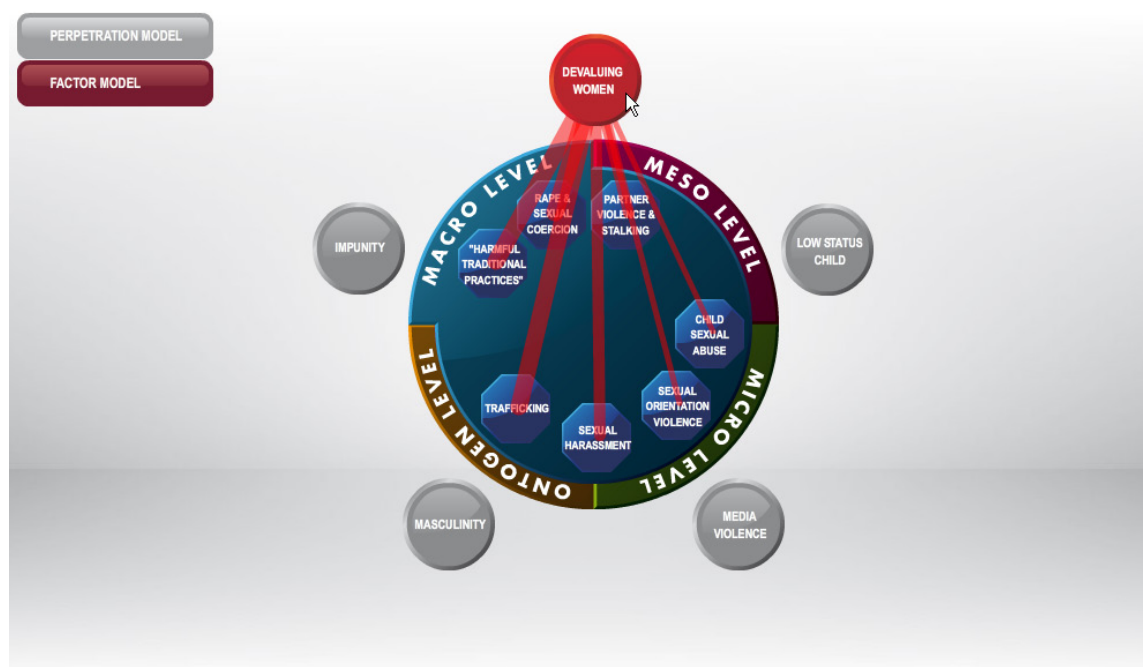 PERPETRATION MODEL
FACTOR MODEL
DEVALUING
WOMEN
MACRO LEVEL
MESO LEVEL
RAPE &
SEXUAL
COERCION
PARTNER
VIOLENCE &
STALKING
IMPUNITY
"HARMFUL
TRADITIONAL
PRACTICES"
LOW STATUS
CHILD
CHILD
SEXUAL
ABUSE
TRAFFICKING
SEXUAL
HARASSMENT
SEXUAL
ORIENTATION
VIOLENCE
ONTOGEN LEVEL
MICRO LEVEL
MASCULINITY
MEDIA
VIOLENCE